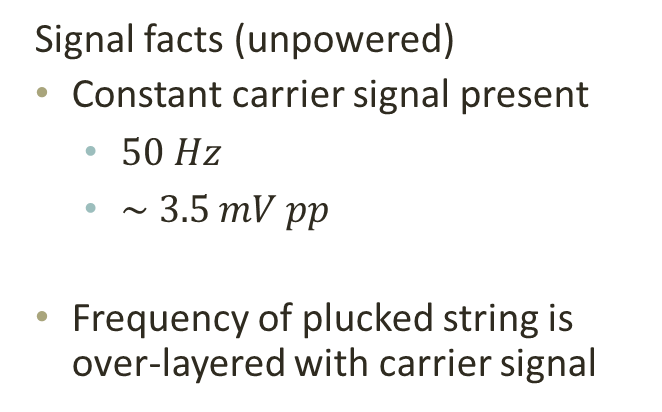 Signal facts (unpowered)
• Constant carrier signal present
• 50 Hz
• ~ 3.5 mV pp
• Frequency of plucked string is
over-layered with carrier signal